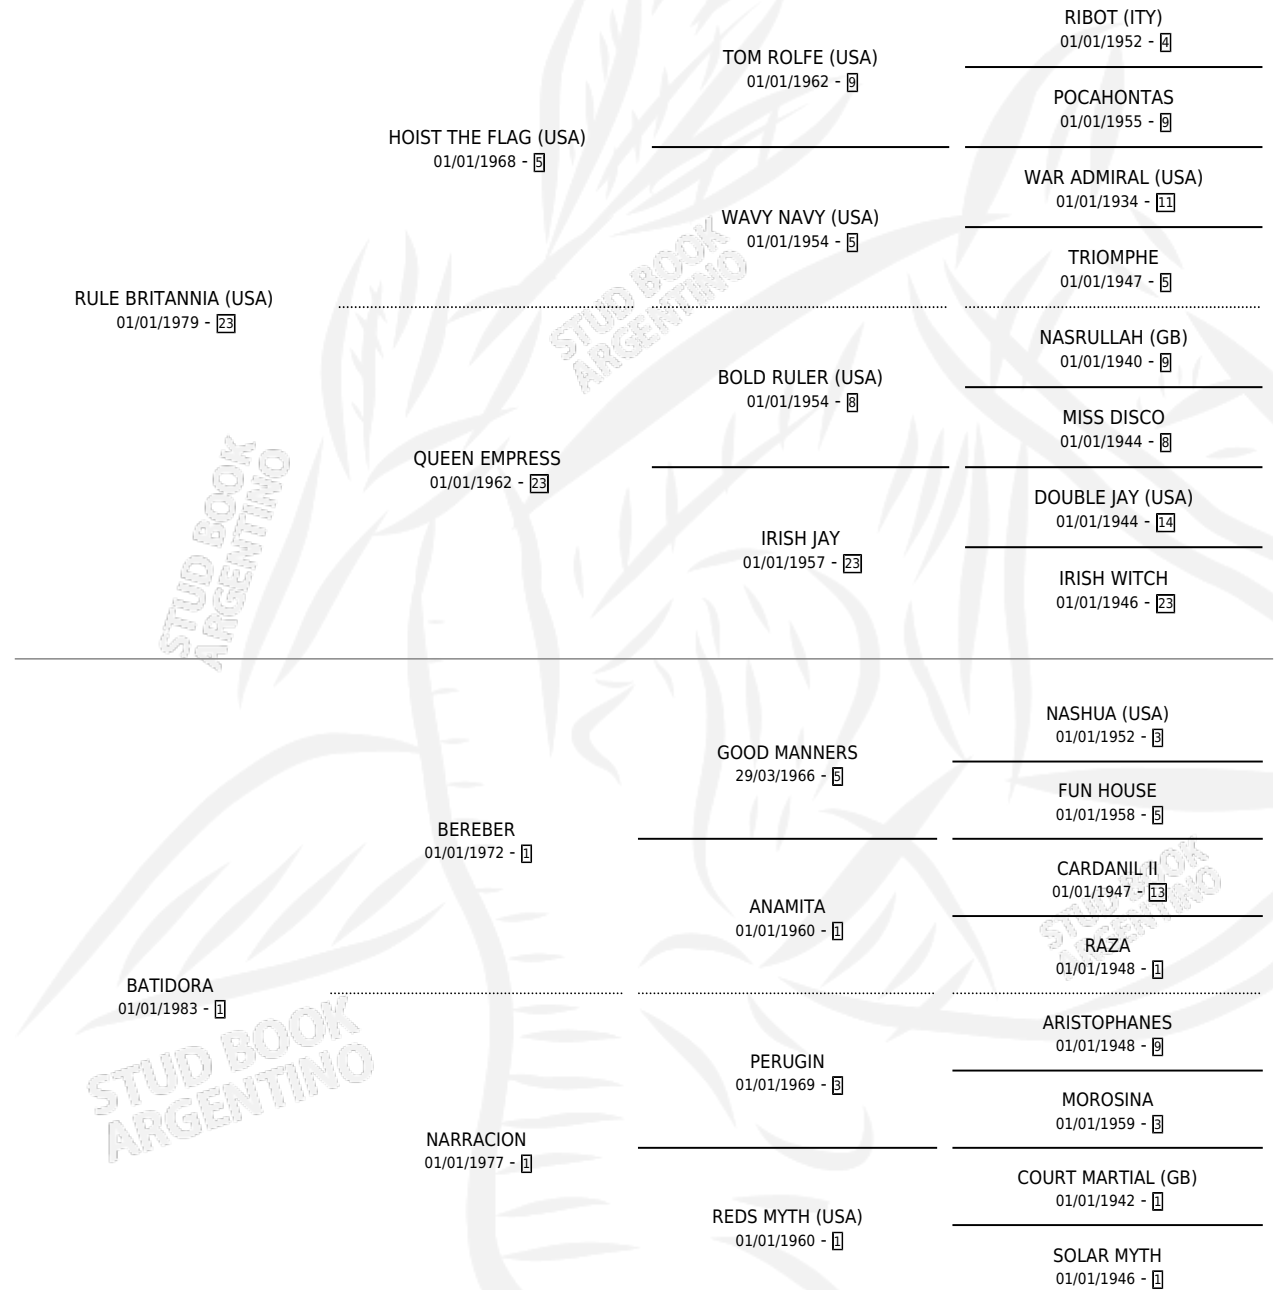 RIBOT (ITY)
01/01/1952 - 4
TOM ROLFE (USA)
01/01/1962 - 9
POCAHONTAS
01/01/1955 - 9
HOIST THE FLAG (USA)
01/01/1968 - 5
WAR ADMIRAL (USA)
01/01/1934 - 11
WAVY NAVY (USA)
01/01/1954 - 5
TRIOMPHE
01/01/1947 - 5
RULE BRITANNIA (USA)
01/01/1979 - 23
NASRULLAH (GB)
01/01/1940 - 9
BOLD RULER (USA)
01/01/1954 - 8
MISS DISCO
01/01/1944 - 8
QUEEN EMPRESS
01/01/1962 - 23
DOUBLE JAY (USA)
01/01/1944 - 14
IRISH JAY
01/01/1957 - 23
IRISH WITCH
01/01/1946 - 23
STUD BOOK
ARGENTINO
STUD BOOK
ARGENTINO
NASHUA (USA)
01/01/1952 - 3
GOOD MANNERS
29/03/1966 - 5
FUN HOUSE
01/01/1958 - 5
BEREBER
01/01/1972 - 1
CARDANIL II
01/01/1947 - 13
ANAMITA
01/01/1960 - 1
RAZA
01/01/1948 - 1
STUD BOOK
ARGENTINO
BATIDORA
01/01/1983 - 1
ARISTOPHANES
01/01/1948 - 9
PERUGIN
01/01/1969 - 3
MOROSINA
01/01/1959 - 3
NARRACION
01/01/1977 - 1
COURT MARTIAL (GB)
01/01/1942 - 1
REDS MYTH (USA)
01/01/1960 - 1
SOLAR MYTH
01/01/1946 - 1
STUD BOOK
ARGENTINO